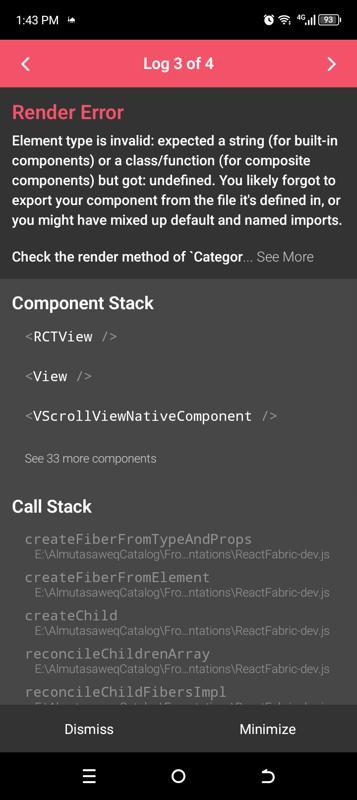 1:43 PM
4G
93
Log 3 of 4
Render Error
Element type is invalid: expected a string (for built-in
components) or a class/function (for composite
components) but got: undefined. You likely forgot to
export your component from the file it's defined in, or
you might have mixed up default and named imports.
Check the render method of `Categor... See More
Component Stack
<RCTView />
<View />
<VScrollViewNativeComponent />
See 33 more components
Call Stack
createFiberFromTypeAndProps
E:\AlmutasaweqCatalog\Fro...ntations\ReactFabric-dev.js
createFiberFromElement
E:\AlmutasaweqCatalog\Fro...ntations\ReactFabric-dev.js
createChild
E:\AlmutasaweqCatalog\Fro...ntations\ReactFabric-dev.js
reconcileChildrenArray
E:\AlmutasaweqCatalog\Fro...ntations\ReactFabric-dev.js
reconcileChildFibersImpl
Dismiss
Minimize